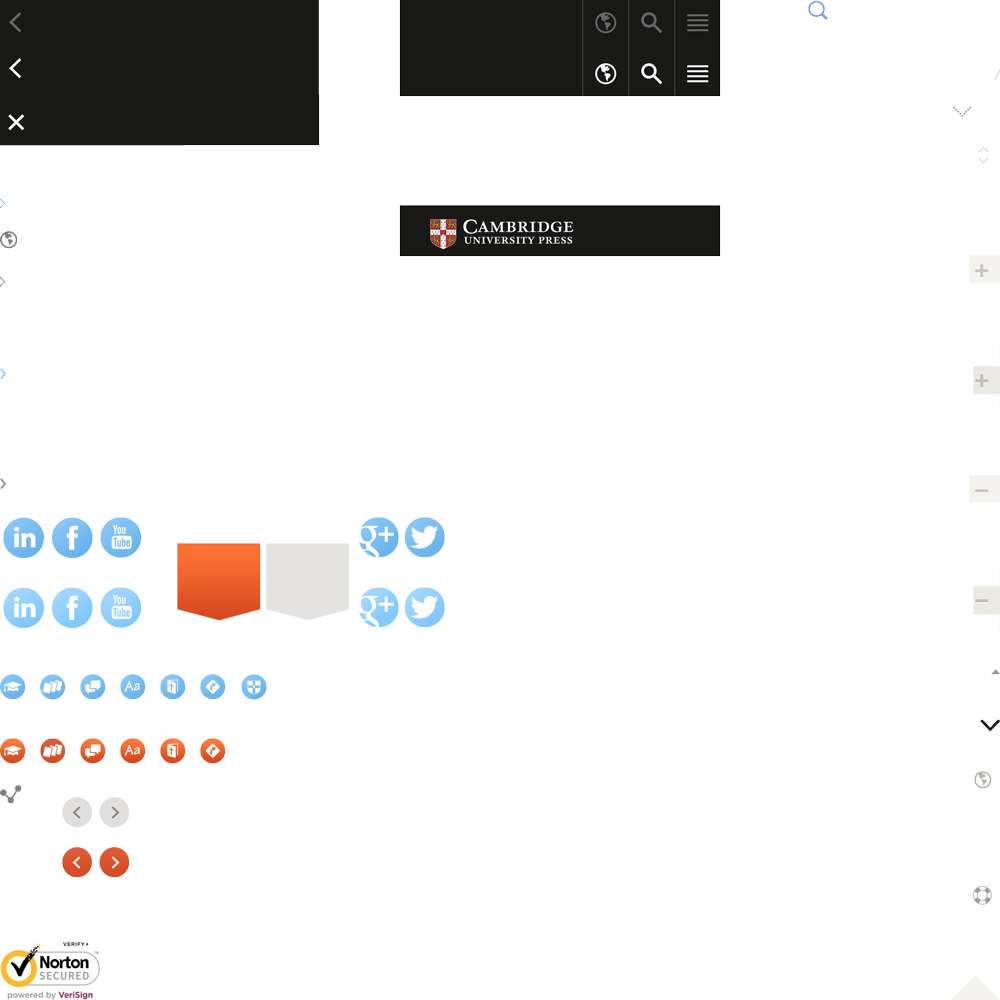 CAMBRIDGE
UNIVERSITY PRESS
in f You Tube g+
in f You Tube g+
Aa
Aa
VERIFY
Norton
SECURED
powered by VeriSign